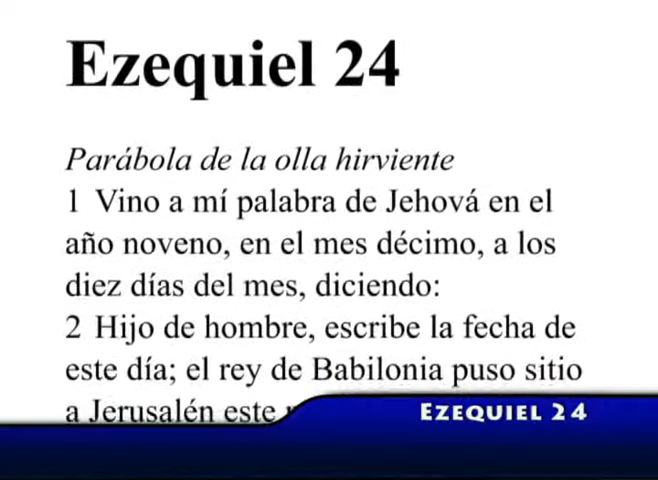 Ezequiel 24
Parábola de la olla hirviente
1 Vino a mí palabra de Jehová en el
año noveno, en el mes décimo, a los
diez días del mes, diciendo:
2 Hijo de hombre, escribe la fecha de
este día; el rey de Babilonia puso sitio
a Jerusalén este
EZEQUIEL 24